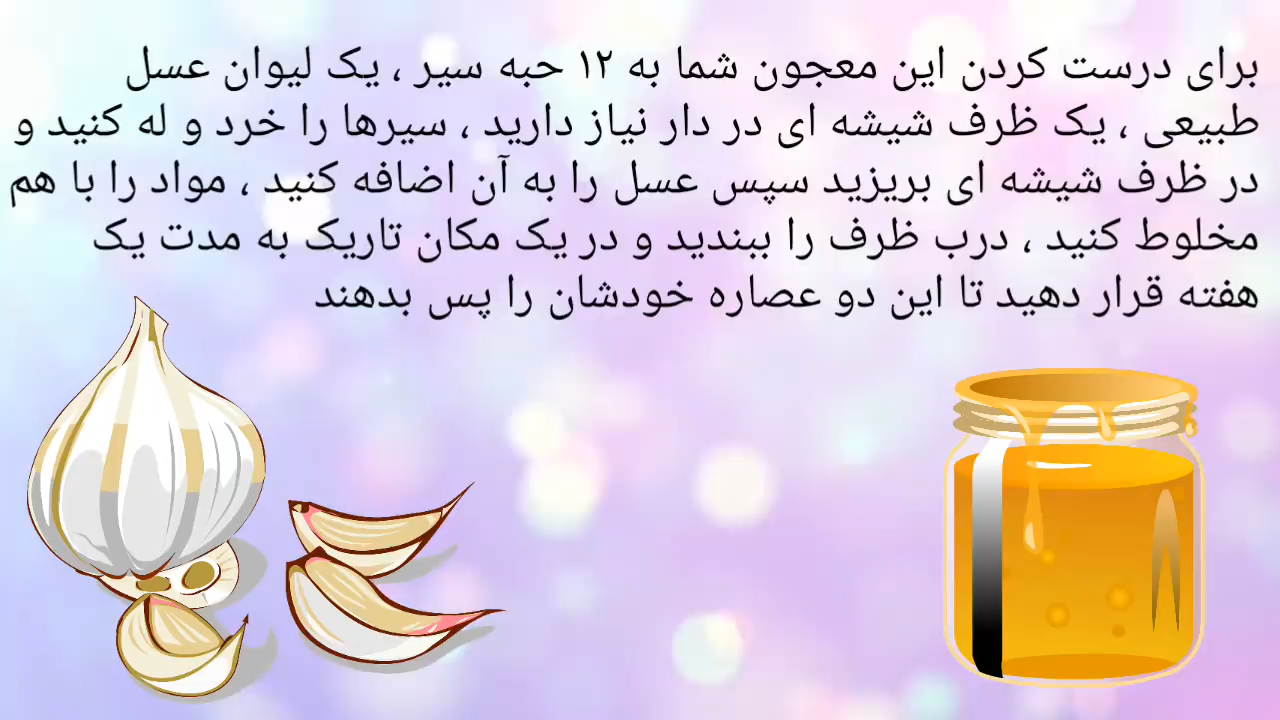 برای درست کردن این معجون شما به ۱۲ حبه سیر ، یک لیوان عسل
طبیعی ، یک ظرف شیشه ای در دار نیاز دارید ، سیرها را خرد و له کنید و
در ظرف شیشه ای بریزید سپس عسل را به آن اضافه کنید ، مواد را با هم
مخلوط کنید ، درب ظرف را ببندید و در یک مکان تاریک به مدت یک
هفته قرار دهید تا این دو عصاره خودشان را پس بدهند